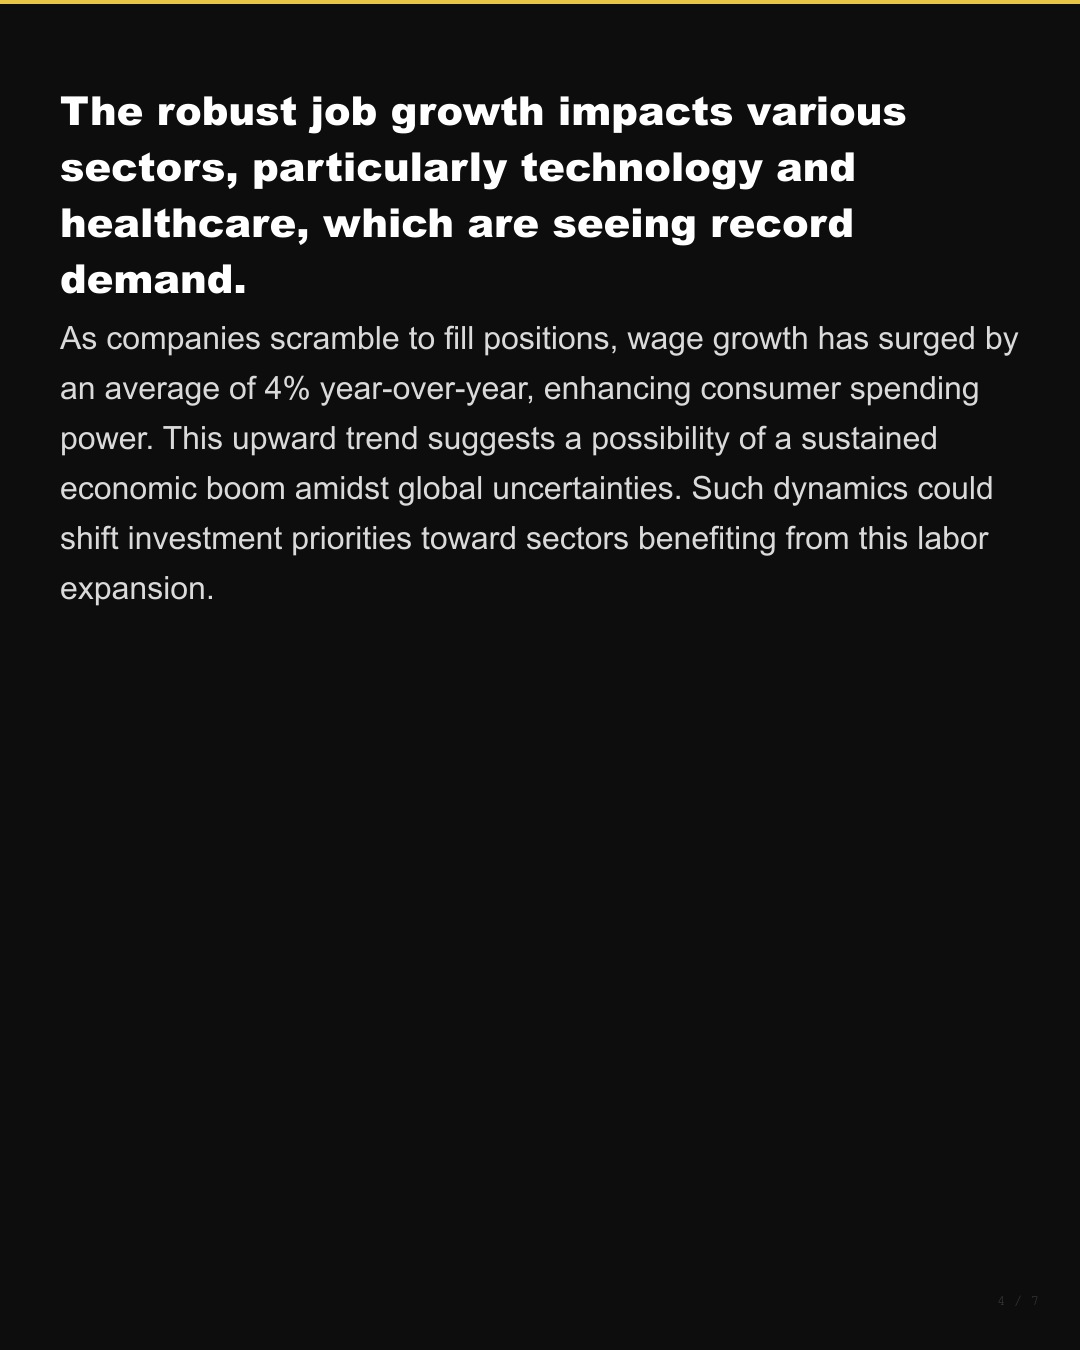 The robust job growth impacts various
sectors, particularly technology and
healthcare, which are seeing record
demand.
As companies scramble to fill positions, wage growth has surged by
an average of 4% year-over-year, enhancing consumer spending
power. This upward trend suggests a possibility of a sustained
economic boom amidst global uncertainties. Such dynamics could
shift investment priorities toward sectors benefiting from this labor
expansion.
4 / 7